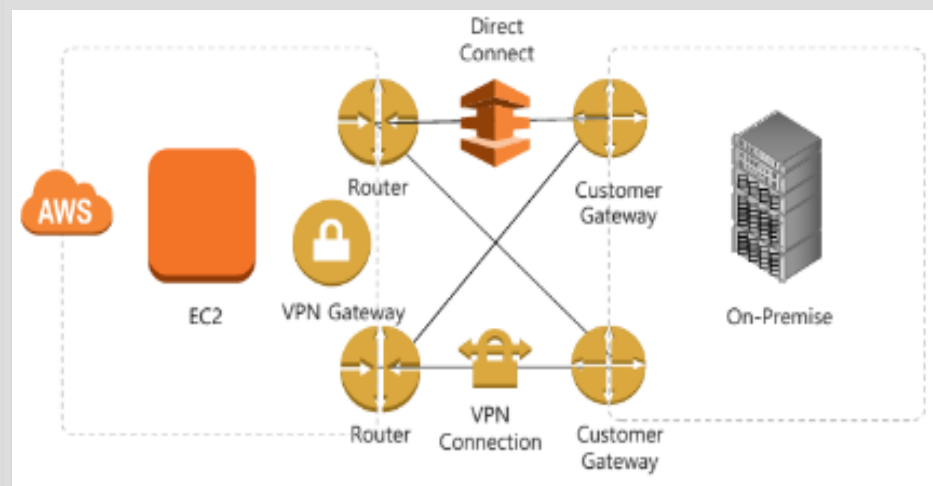 Direct
Connect
Router
Customer
Gateway
AWS
EC2
VPN Gateway
On-Premise
Router
VPN
Connection
Customer
Gateway